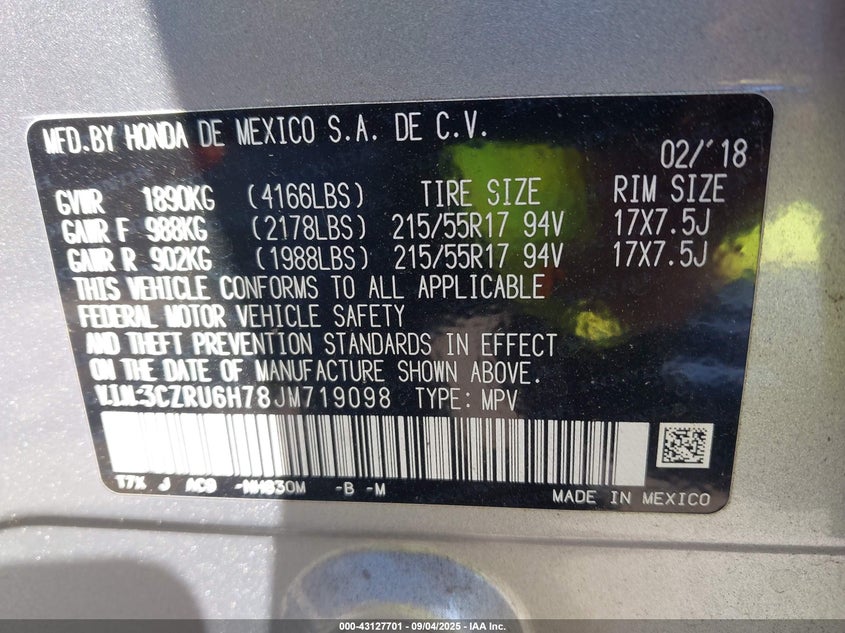 MFD.BY HONDA DE MEXICO S.A. DE C.V.
02/'18
GVWR 1890KG (4166LBS) TIRE SIZE RIM SIZE
GAWR F 988KG (2178LBS) 215/55R17 94V 17X7.5J
GAWR R 902KG (1988LBS) 215/55R17 94V 17X7.5J
THIS VEHICLE CONFORMS TO ALL APPLICABLE
FEDERAL MOTOR VEHICLE SAFETY
AND THEFT PREVENTION STANDARDS IN EFFECT
ON THE DATE OF MANUFACTURE SHOWN ABOVE.
V.I.N.:3CZRU6H78JM719098 TYPE: MPV
T7X J AC0 -NH830M -B -M
MADE IN MEXICO
000-43127701 - 09/04/2025 - IAA Inc.